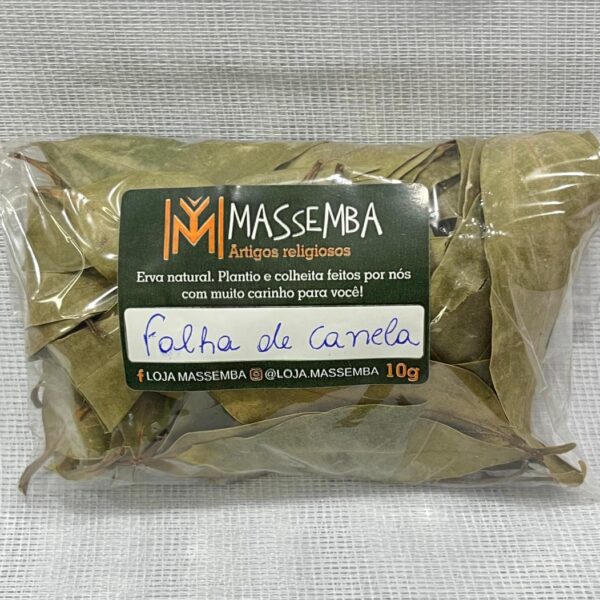 MASSEMBA
Artigos religiosos
Erva natural. Plantio e colheita feitos por nós
com muito carinho para você!
Folha de canela
LOJA MASSEMBA @LOJA.MASSEMBA 10g